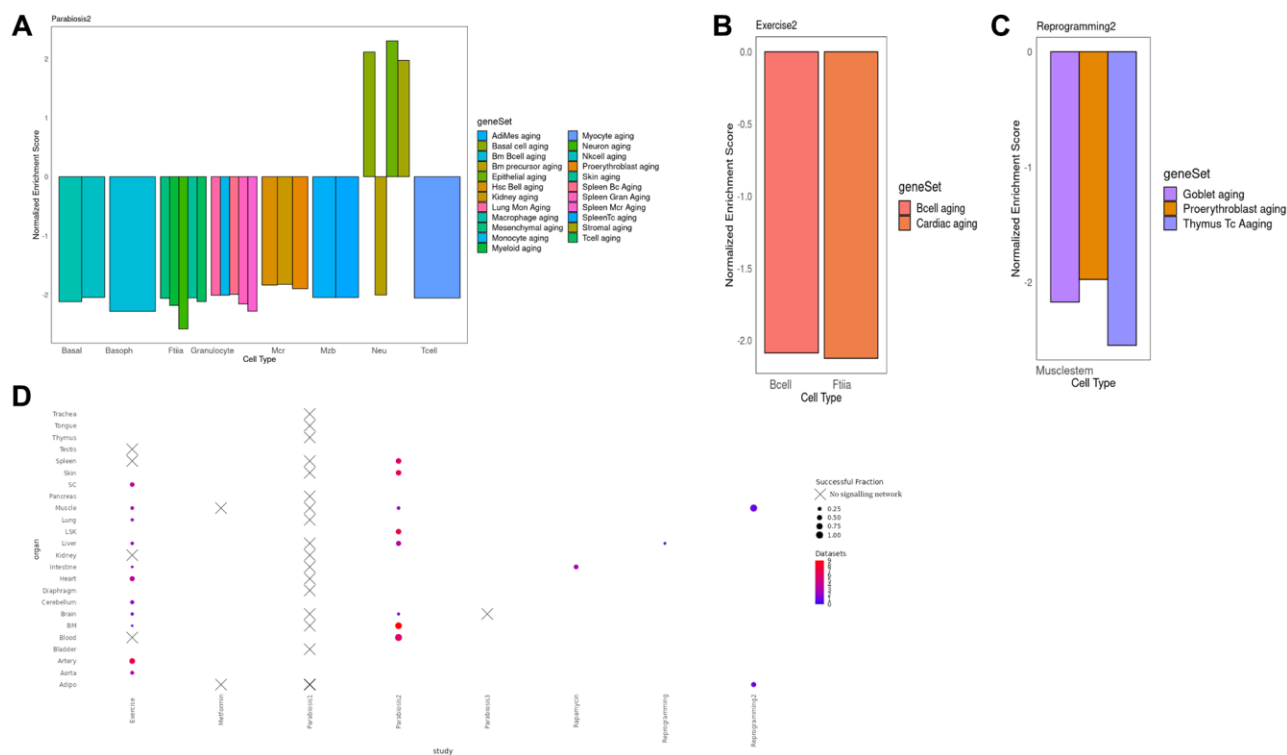 A
Parabiosis2
Normalized Enrichment Score
2
1
0
-1
-2
Basal
Basoph
Ftiia
Granulocyte
Mcr
Mzb
Neu
Tcell
Cell Type
geneSet
AdiMes aging
Basal cell aging
Bm Bcell aging
Bm precursor aging
Epithelial aging
Hsc Bell aging
Kidney aging
Lung Mon Aging
Macrophage aging
Mesenchymal aging
Monocyte aging
Myeloid aging
Myocyte aging
Neuron aging
Nkcell aging
Proerythroblast aging
Skin aging
Spleen Bc Aging
Spleen Gran Aging
Spleen Mcr Aging
SpleenTc aging
Stromal aging
Tcell aging
B
Exercise2
Normalized Enrichment Score
0.0
-0.5
-1.0
-1.5
-2.0
Bcell
Ftiia
Cell Type
geneSet
Bcell aging
Cardiac aging
C
Reprogramming2
Normalized Enrichment Score
0
-1
-2
Musclestem
Cell Type
geneSet
Goblet aging
Proerythroblast aging
Thymus Tc Aaging
D
organ
Trachea
Tongue
Thymus
Testis
Spleen
Skin
SC
Pancreas
Muscle
Lung
LSK
Liver
Kidney
Intestine
Heart
Diaphragm
Cerebellum
Brain
BM
Blood
Bladder
Artery
Aorta
Adipo
Exercise
Metformin
Parabiosis1
Parabiosis2
Parabiosis3
Rapamycin
Reprogramming
Reprogramming2
study
Successful Fraction
No signalling network
0.25
0.50
0.75
1.00
Datasets
0